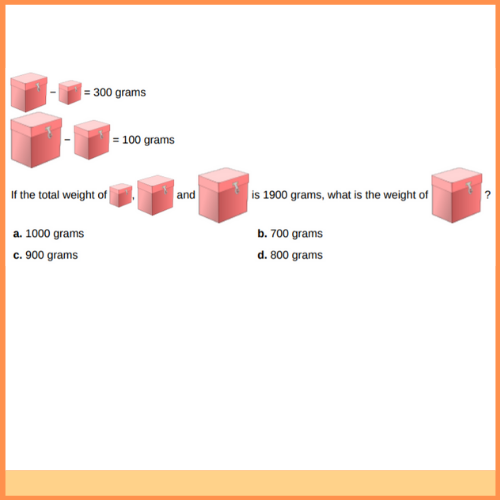 – = 300 grams
– = 100 grams
If the total weight of , and is 1900 grams, what is the weight of ?
a. 1000 grams b. 700 grams
c. 900 grams d. 800 grams